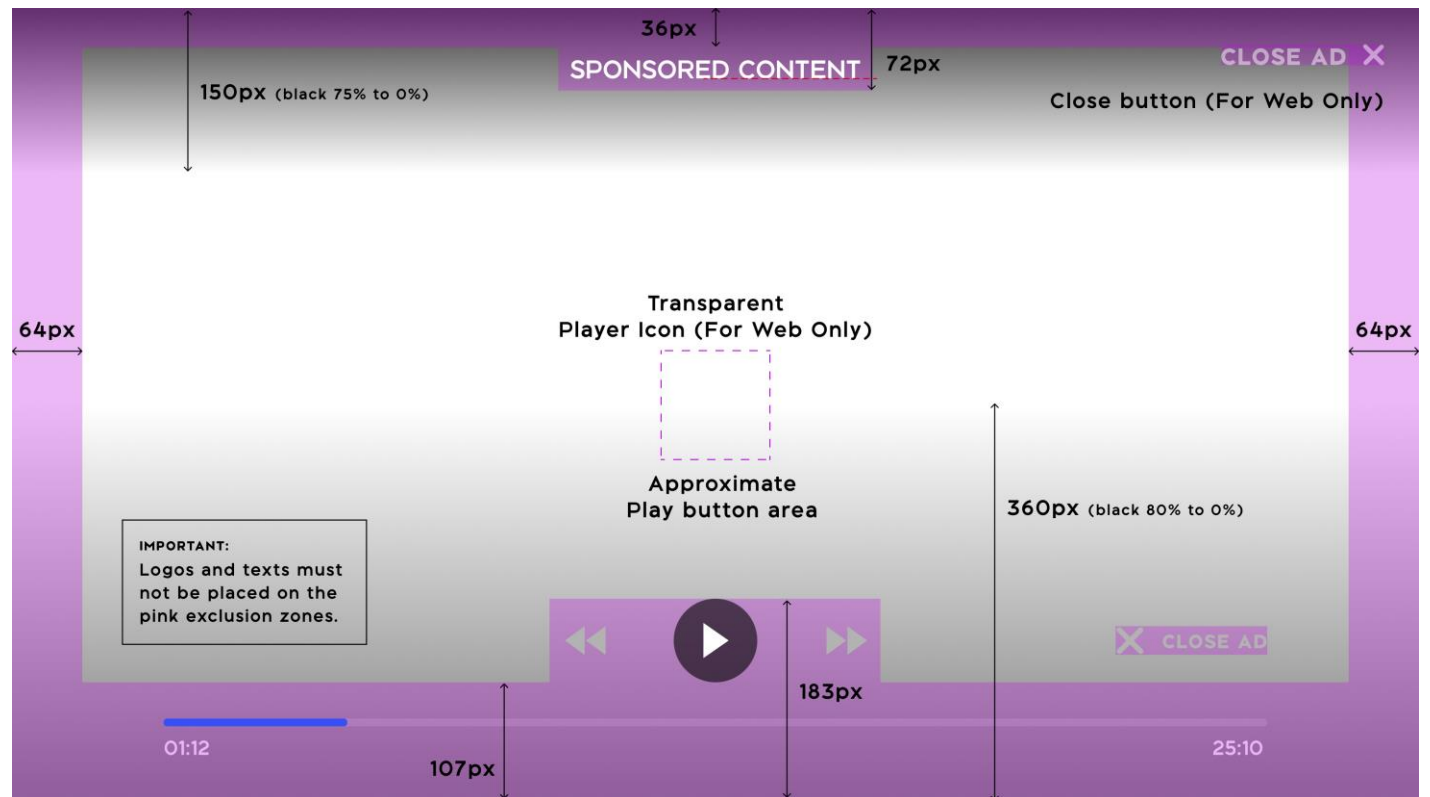 36px
SPONSORED CONTENT
72px
CLOSE AD
150px (black 75% to 0%)
Close button (For Web Only)
Transparent
Player Icon (For Web Only)
64px
64px
Approximate
Play button area
360px (black 80% to 0%)
IMPORTANT:
Logos and texts must
not be placed on the
pink exclusion zones.
CLOSE AD
183px
01:12
25:10
107px